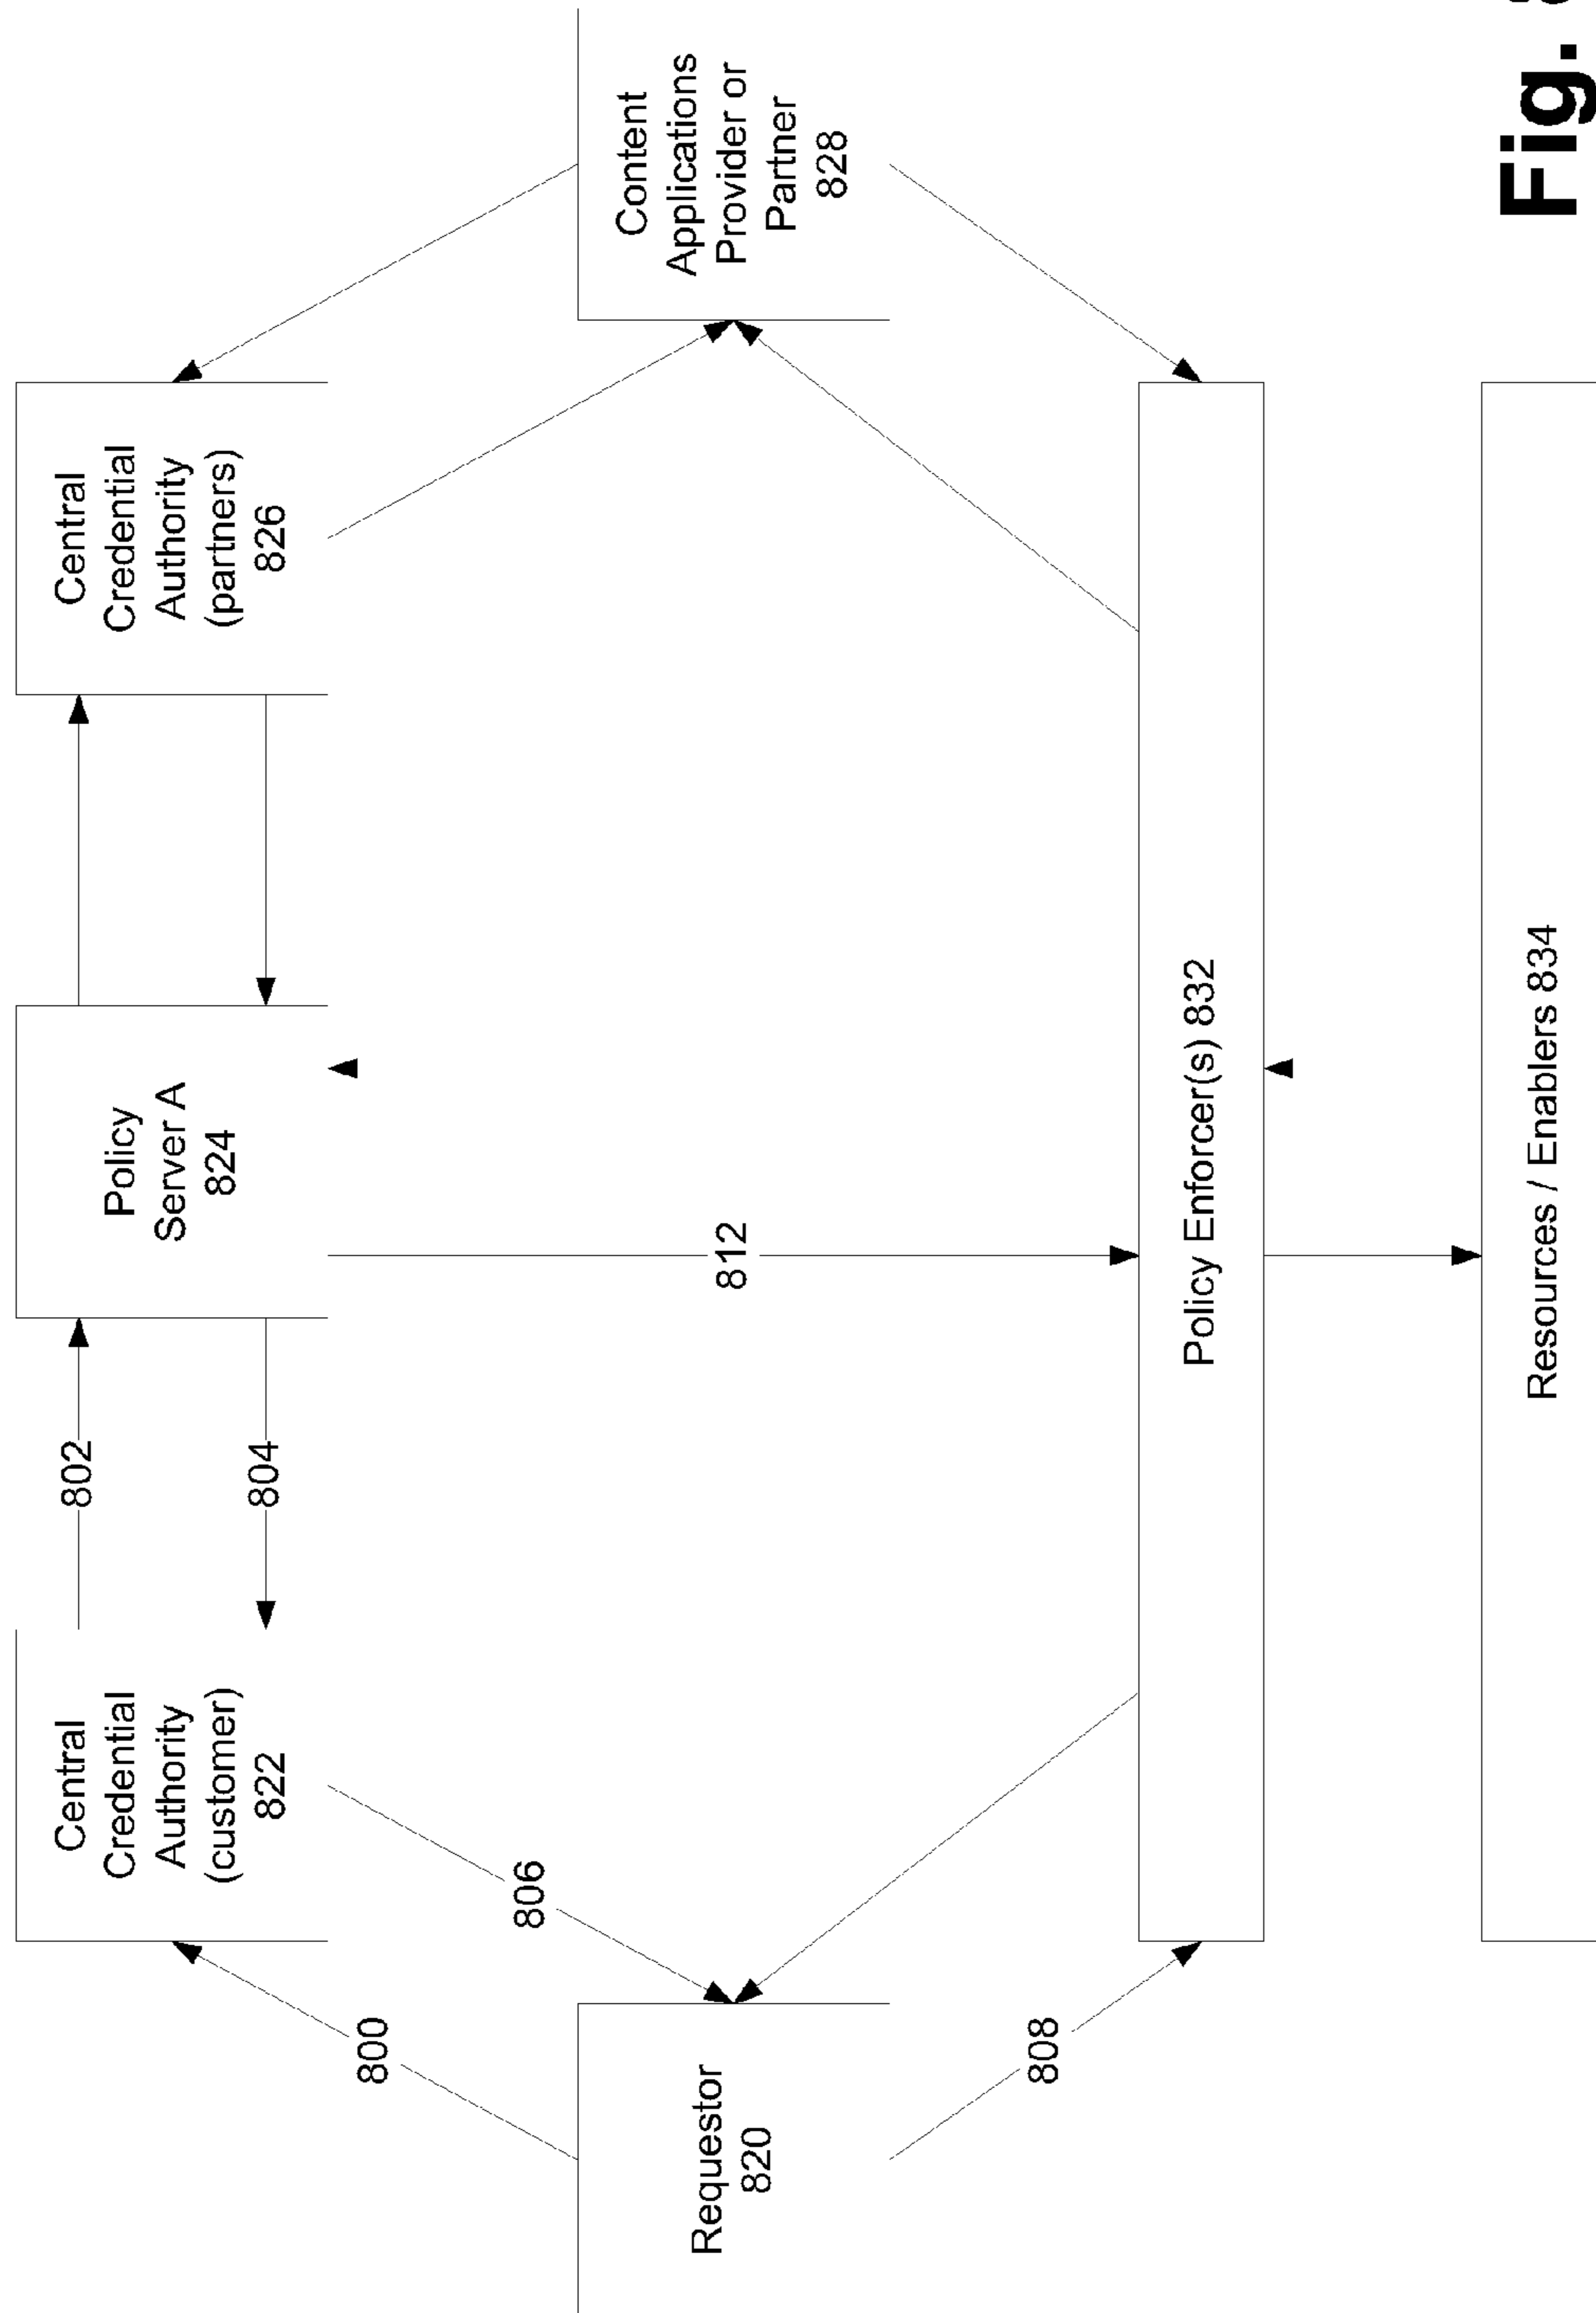 Central
Credential
Authority
(customer)
822
802
804
Policy
Server A
824
Central
Credential
Authority
(partners)
826
800
806
812
Requestor
820
Content
Applications
Provider or
Partner
828
808
Policy Enforcer(s) 832
Resources / Enablers 834
Fig.